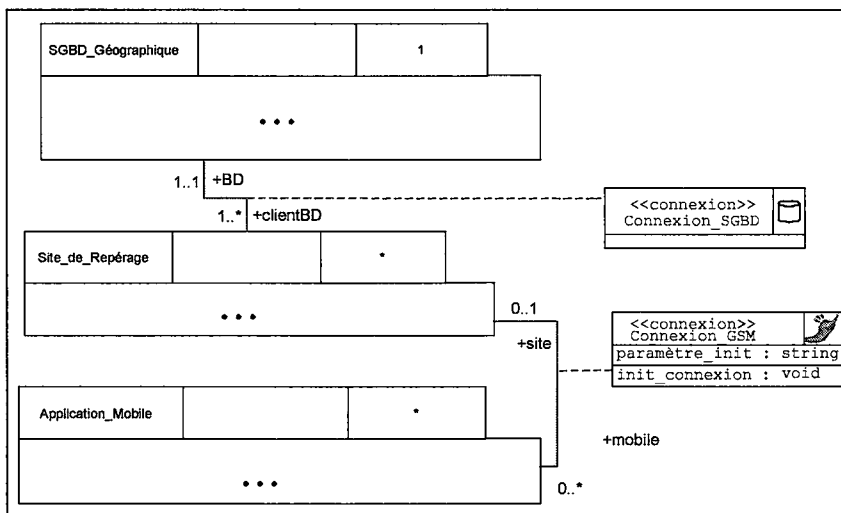 SGBD_Géographique 1
• • •
1..1 +BD
1..* +clientBD
<<connexion>>
Connexion_SGBD
Site_de_Repérage *
• • •
0..1
+site
<<connexion>>
Connexion_GSM
paramètre_init : string
init_connexion : void
Application_Mobile *
• • •
+mobile
0..*